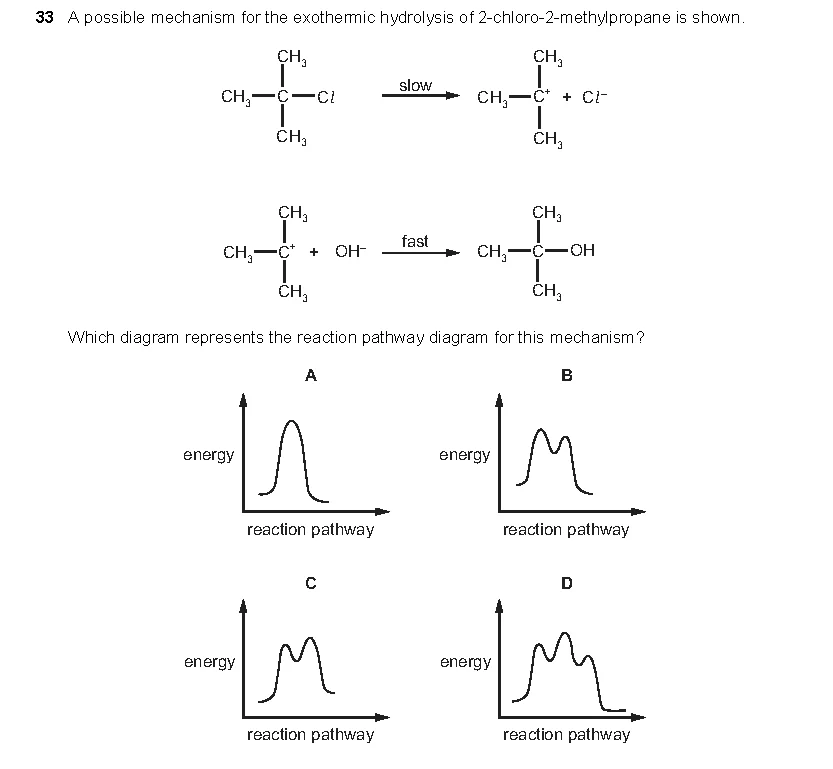 33 A possible mechanism for the exothermic hydrolysis of 2-chloro-2-methylpropane is shown.
CH₃ CH₃
CH₃—C—Cl slow CH₃—C⁺ + Cl⁻
CH₃ CH₃
CH₃ CH₃
CH₃—C⁺ + OH⁻ fast CH₃—C—OH
CH₃ CH₃
Which diagram represents the reaction pathway diagram for this mechanism?
A B
energy energy
reaction pathway reaction pathway
C D
energy energy
reaction pathway reaction pathway